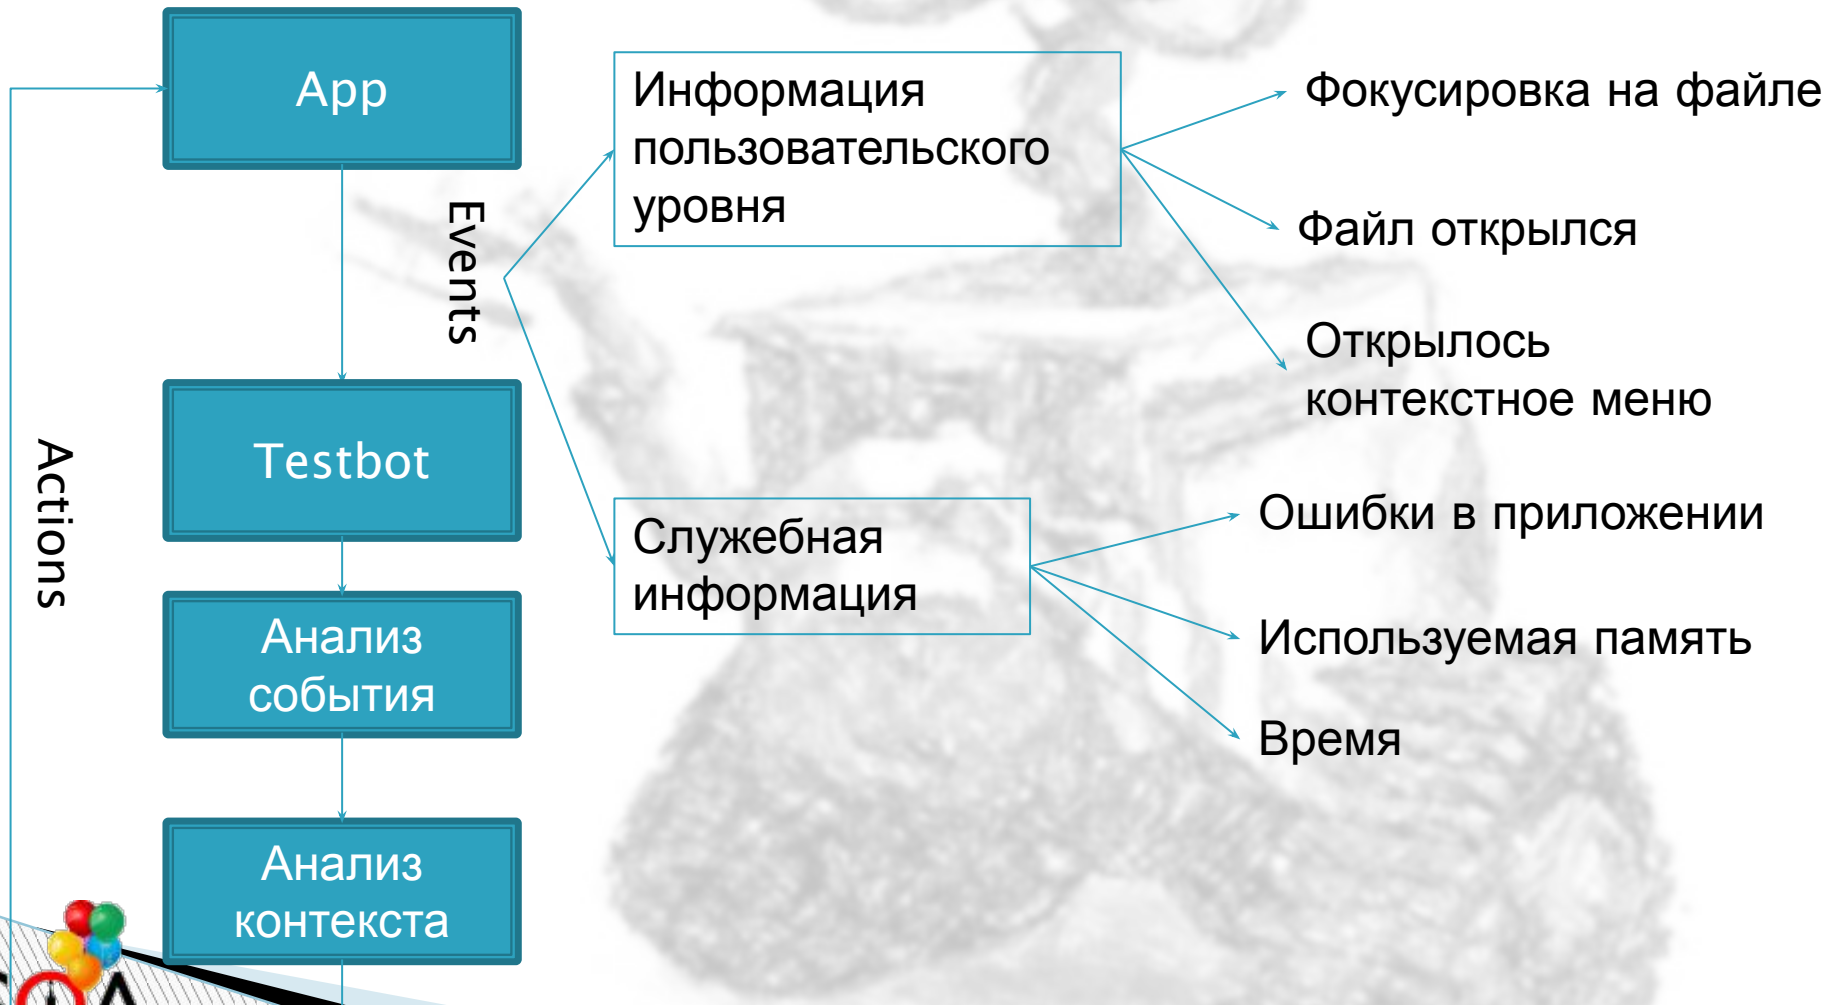 App
Events
Actions
Testbot
Анализ
события
Анализ
контекста
Информация
пользовательского
уровня
Фокусировка на файле
Файл открылся
Открылось
контекстное меню
Служебная
информация
Ошибки в приложении
Используемая память
Время